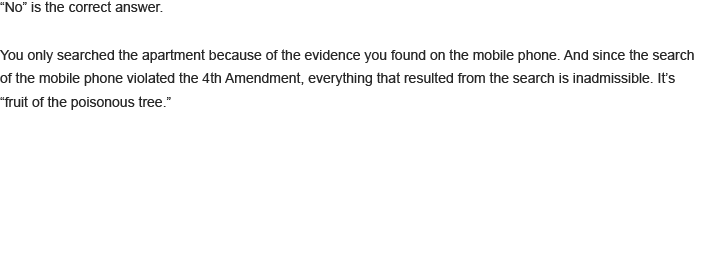 “No” is the correct answer.
You only searched the apartment because of the evidence you found on the mobile phone. And since the search
of the mobile phone violated the 4th Amendment, everything that resulted from the search is inadmissible. It’s
“fruit of the poisonous tree.”